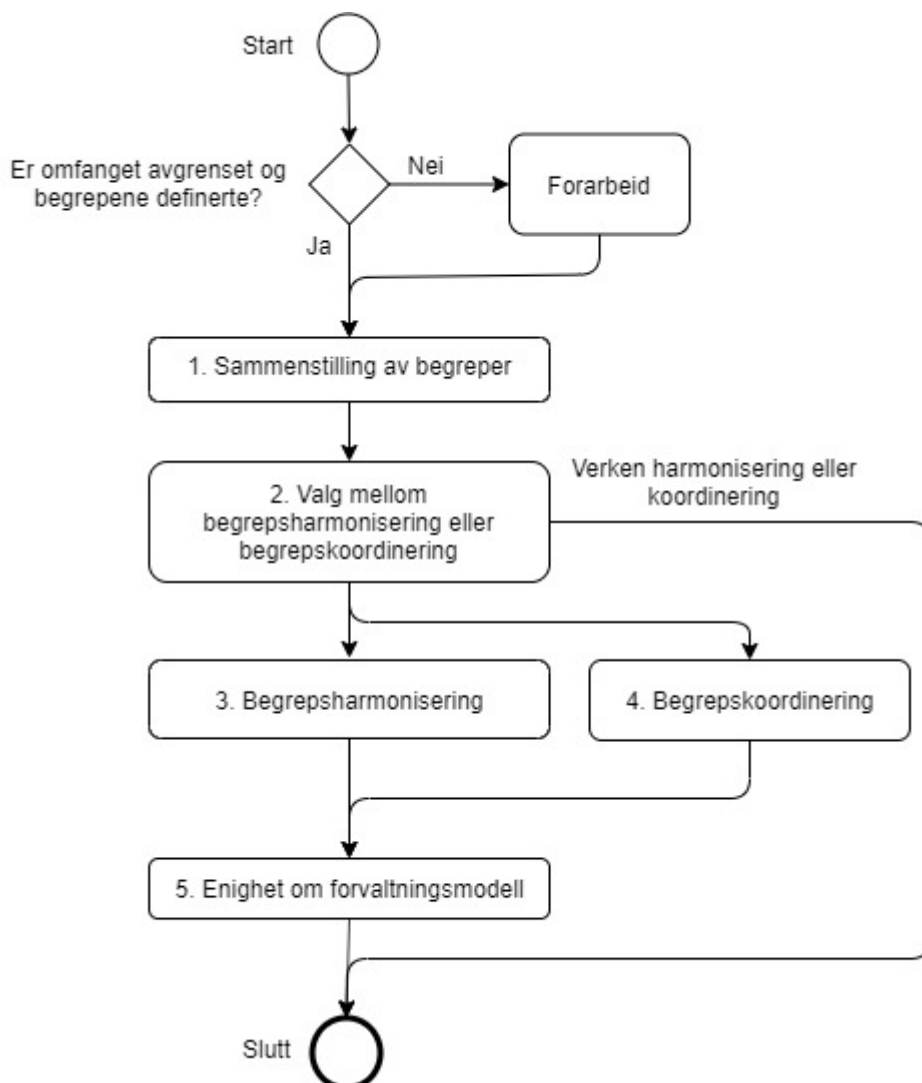 Start
Er omfanget avgrenset og
begrepene definerte?
Nei
Forarbeid
Ja
1. Sammenstilling av begreper
2. Valg mellom
begrepsharmonisering eller
begrepskoordinering
Verken harmonisering eller
koordinering
3. Begrepsharmonisering
4. Begrepskoordinering
5. Enighet om forvaltningsmodell
Slutt